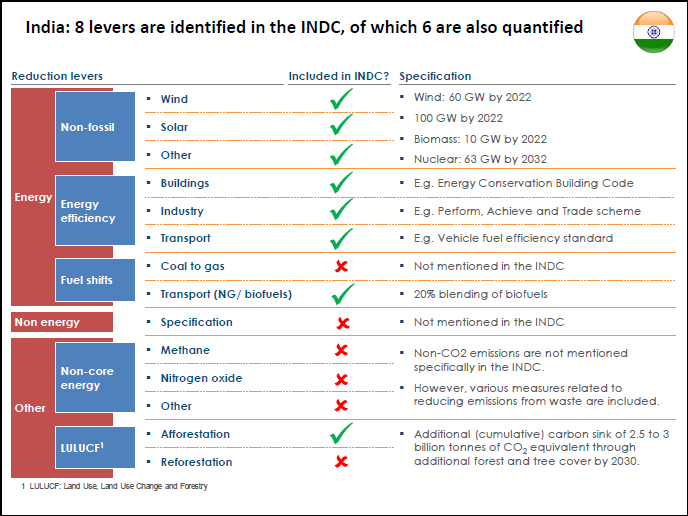 India: 8 levers are identified in the INDC, of which 6 are also quantified
Reduction levers
Included in INDC?
Specification
Energy
Non-fossil
▪ Wind
▪ Solar
▪ Other
▪ Wind: 60 GW by 2022
▪ 100 GW by 2022
▪ Biomass: 10 GW by 2022
▪ Nuclear: 63 GW by 2032
Energy
efficiency
▪ Buildings
▪ E.g. Energy Conservation Building Code
▪ Industry
▪ E.g. Perform, Achieve and Trade scheme
▪ Transport
▪ E.g. Vehicle fuel efficiency standard
Fuel shifts
▪ Coal to gas
▪ Not mentioned in the INDC
▪ Transport (NG/ biofuels)
▪ 20% blending of biofuels
Non energy
▪ Specification
▪ Not mentioned in the INDC
Other
Non-core
energy
▪ Methane
▪ Nitrogen oxide
▪ Other
▪ Non-CO2 emissions are not mentioned
specifically in the INDC.
▪ However, various measures related to
reducing emissions from waste are included.
LULUCF¹
▪ Afforestation
▪ Reforestation
▪ Additional (cumulative) carbon sink of 2.5 to 3
billion tonnes of CO₂ equivalent through
additional forest and tree cover by 2030.
1 LULUCF: Land Use, Land Use Change and Forestry